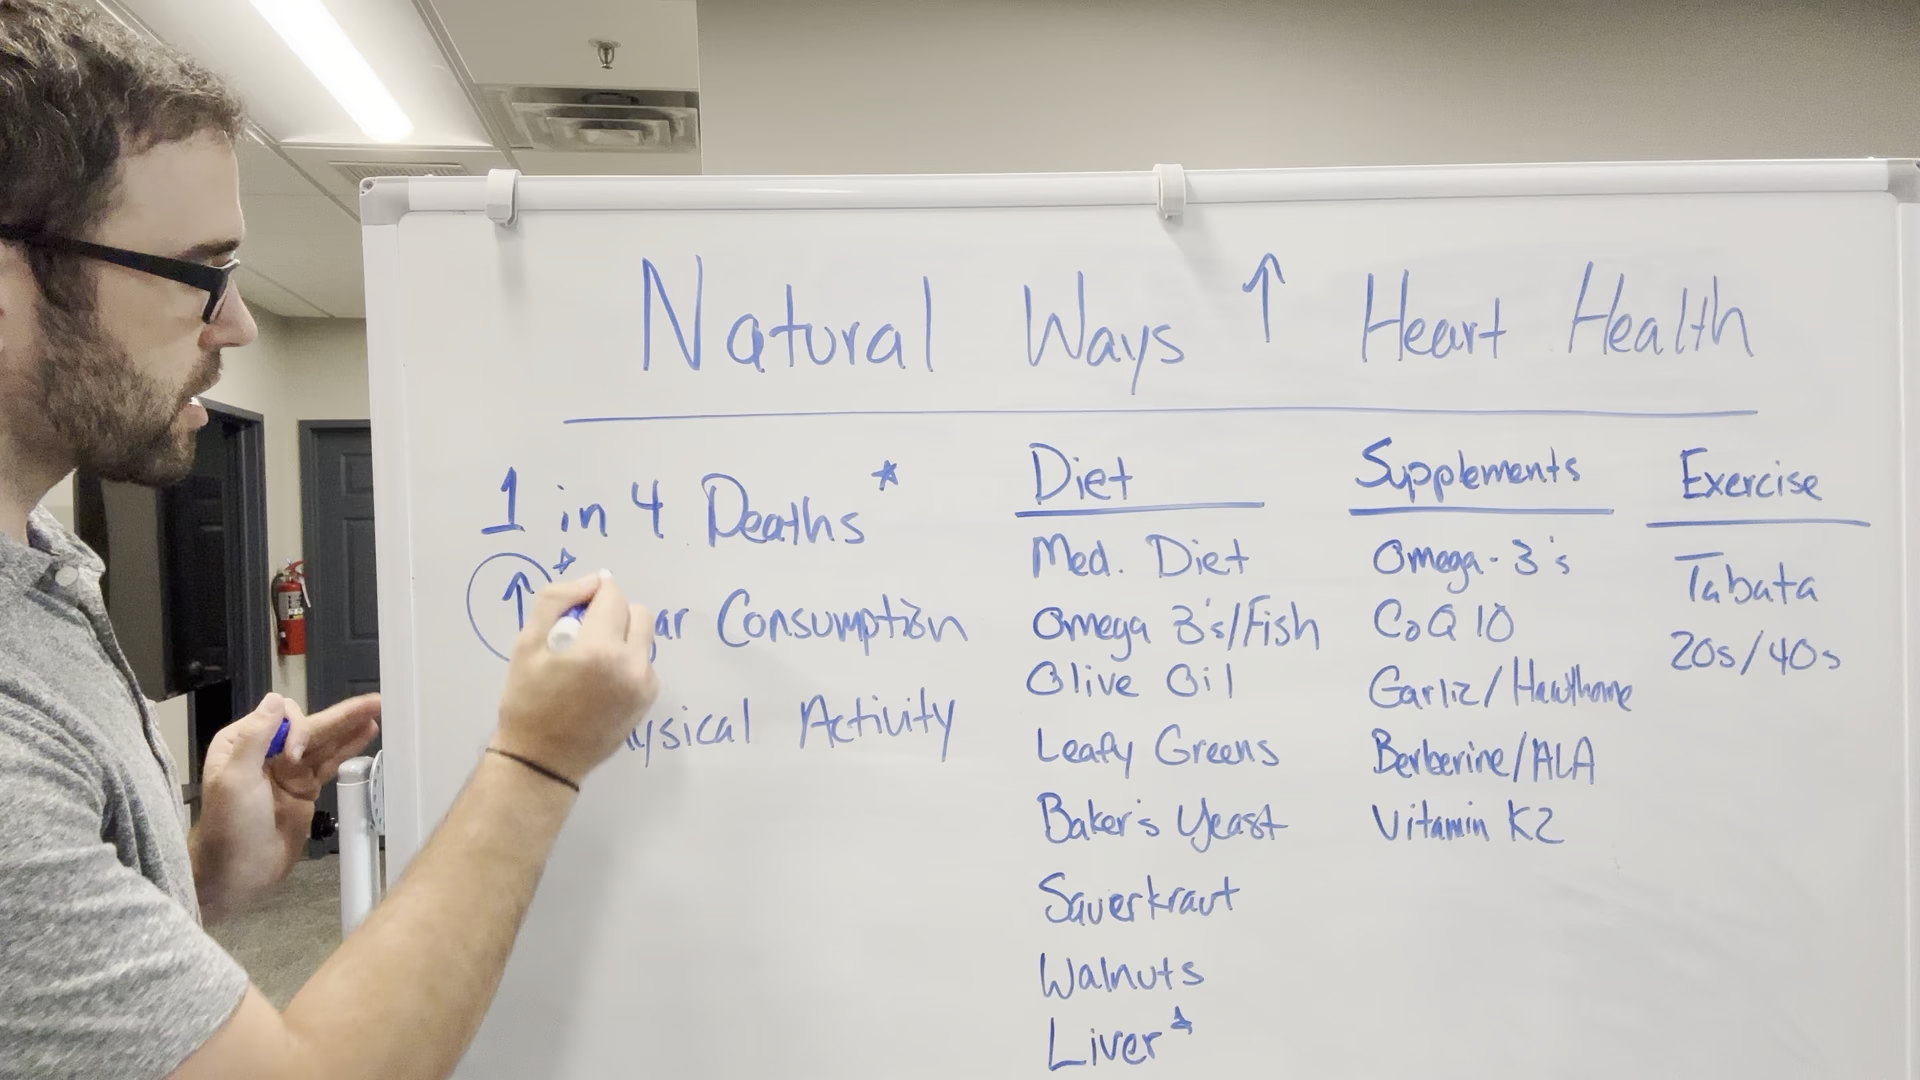 Natural Ways ↑ Heart Health
1 in 4 Deaths*
↑* Consumption
Activity
Diet
Med. Diet
Omega 3's/Fish
Olive Oil
Leafy Greens
Baker's Yeast
Sauerkraut
Walnuts
Liver*
Supplements
Omega-3's
CoQ10
Garlic/Hawthorne
Berberine/ALA
Vitamin K2
Exercise
Tabata
20s/40s